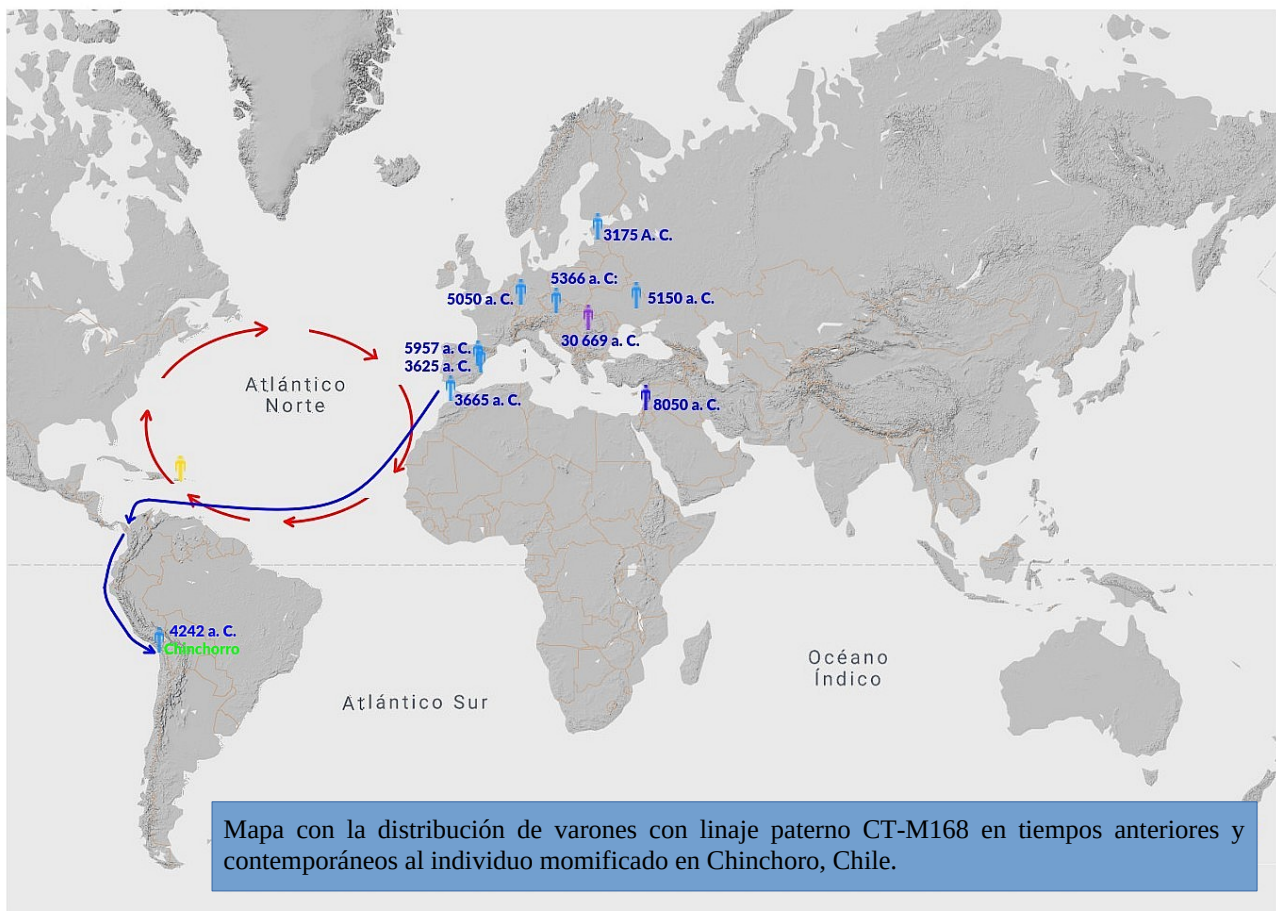 3175 A. C.
5366 a. C:
5050 a. C.
5150 a. C.
30 669 a. C.
5957 a. C.
3625 a. C.
Atlántico
Norte
3665 a. C.
8050 a. C.
4242 a. C.
Chinchorro
Océano
Índico
Atlántico Sur
Mapa con la distribución de varones con linaje paterno CT-M168 en tiempos anteriores y
contemporáneos al individuo momificado en Chinchoro, Chile.